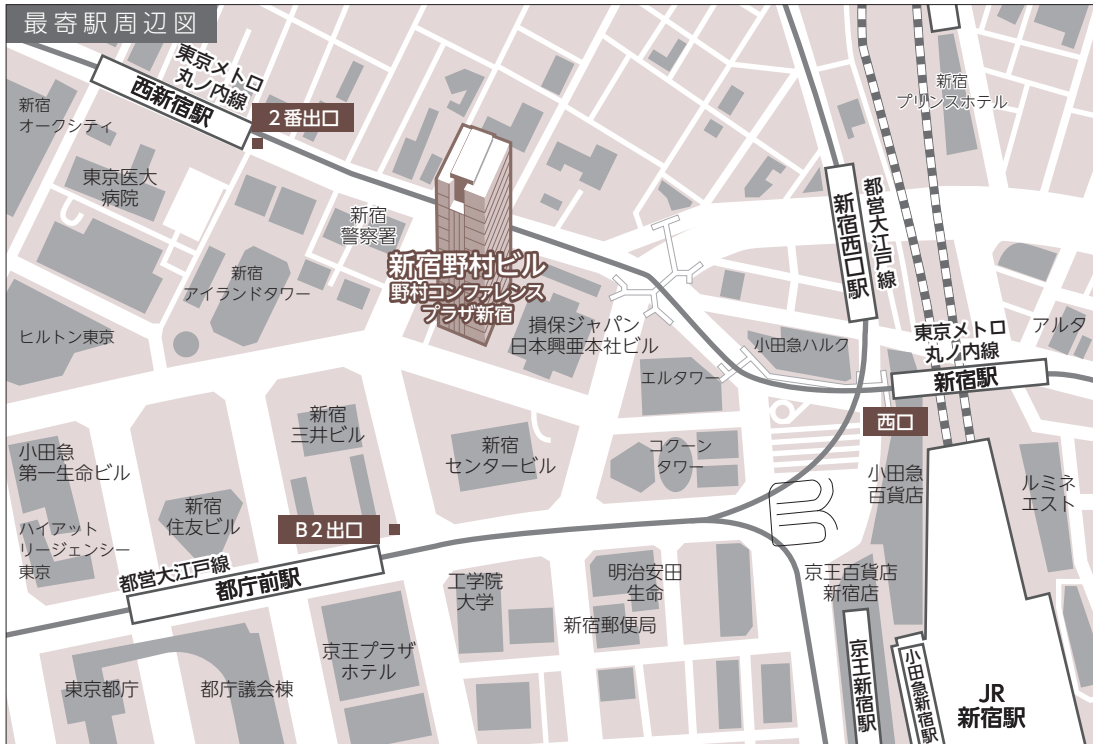 最寄駅周辺図
東京メトロ
丸ノ内線
西新宿駅
2番出口
新宿
オークシティ
東京医大
病院
新宿
警察署
新宿
アイランドタワー
ヒルトン東京
新宿野村ビル
野村コンファレンス
プラザ新宿
損保ジャパン
日本興亜本社ビル
新宿
プリンスホテル
都営大江戸線
新宿西口駅
小田急ハルク
エルタワー
東京メトロ
丸ノ内線
新宿駅
アルタ
西口
小田急
第一生命ビル
新宿
三井ビル
新宿
センタービル
コクーン
タワー
小田急
百貨店
ルミネ
エスト
新宿
住友ビル
ハイアット
リージェンシー
東京
B2出口
都営大江戸線
都庁前駅
工学院
大学
明治安田
生命
新宿郵便局
京王百貨店
新宿店
京王プラザ
ホテル
東京都庁
都庁議会棟
京王新宿駅
小田急新宿駅
JR
新宿駅